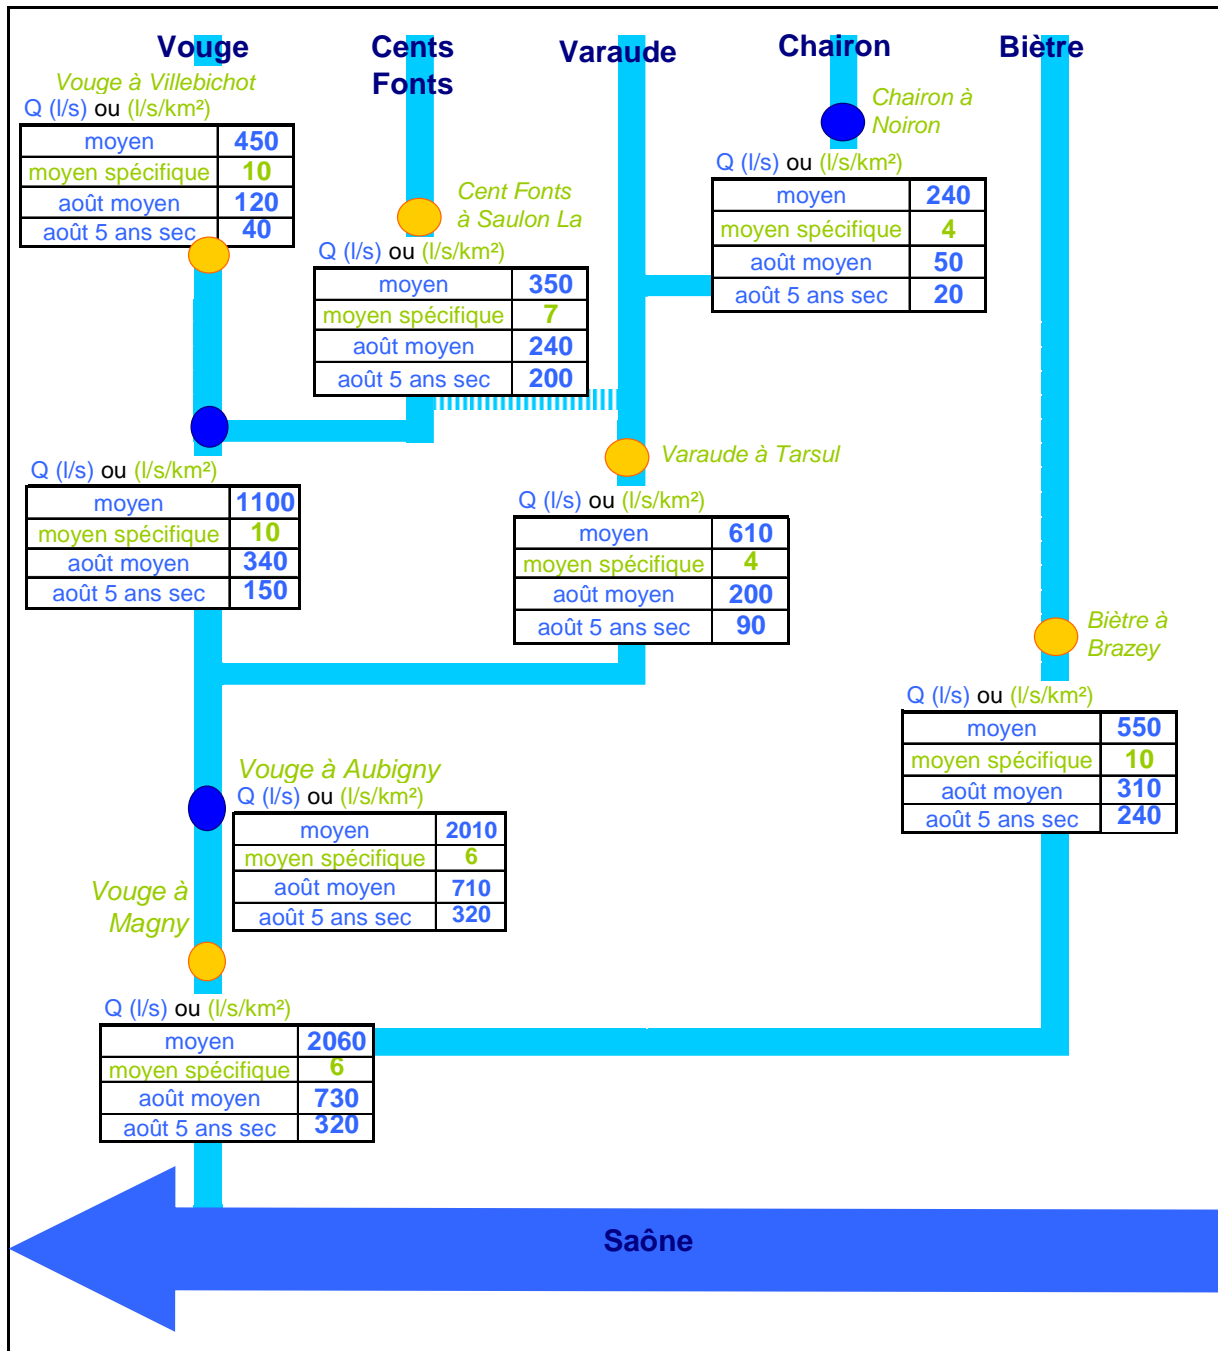 Vouge
Cents
Fonts
Varaude
Chairon
Biètre
Vouge à Villebichot
Q (l/s) ou (l/s/km²)
moyen 450
moyen spécifique 10
août moyen 120
août 5 ans sec 40
Chairon à
Noiron
Q (l/s) ou (l/s/km²)
moyen 240
moyen spécifique 4
août moyen 50
août 5 ans sec 20
Cent Fonts
à Saulon La
Q (l/s) ou (l/s/km²)
moyen 350
moyen spécifique 7
août moyen 240
août 5 ans sec 200
Q (l/s) ou (l/s/km²)
moyen 1100
moyen spécifique 10
août moyen 340
août 5 ans sec 150
Varaude à Tarsul
Q (l/s) ou (l/s/km²)
moyen 610
moyen spécifique 4
août moyen 200
août 5 ans sec 90
Biètre à
Brazey
Q (l/s) ou (l/s/km²)
moyen 550
moyen spécifique 10
août moyen 310
août 5 ans sec 240
Vouge à Aubigny
Q (l/s) ou (l/s/km²)
moyen 2010
moyen spécifique 6
août moyen 710
août 5 ans sec 320
Vouge à
Magny
Q (l/s) ou (l/s/km²)
moyen 2060
moyen spécifique 6
août moyen 730
août 5 ans sec 320
Saône